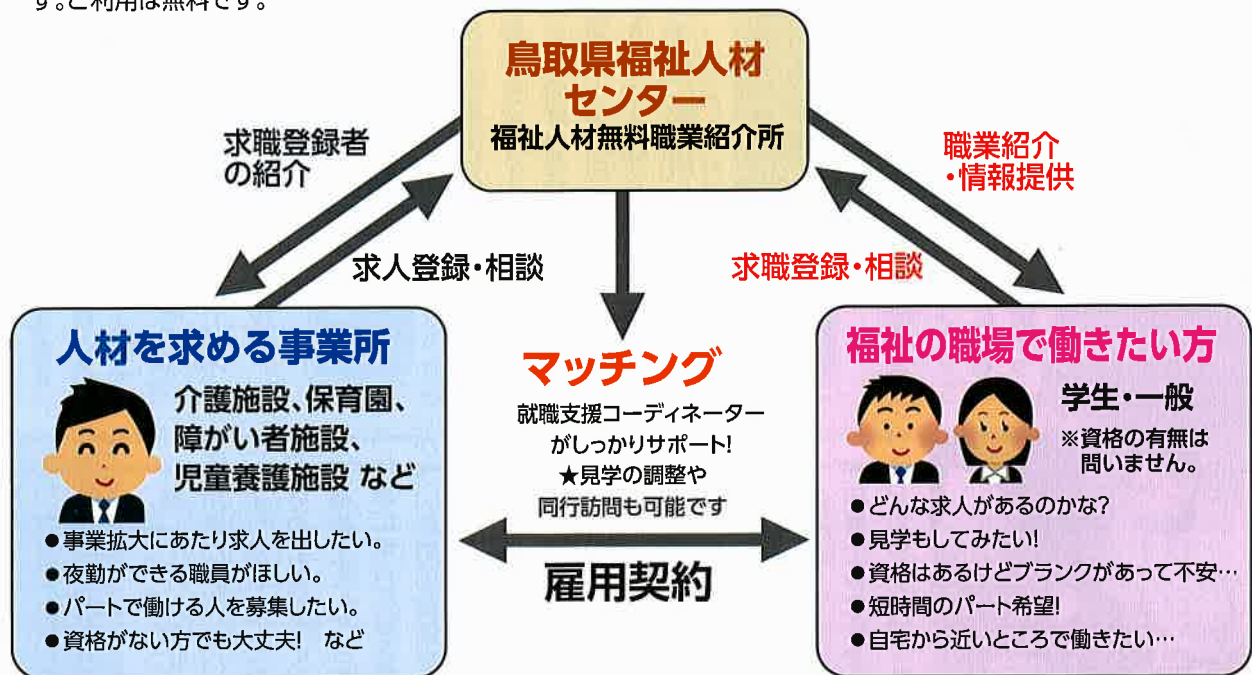 す。ご利用は無料です。
鳥取県福祉人材
センター
福祉人材無料職業紹介所
求職登録者
の紹介
職業紹介
・情報提供
求人登録・相談
求職登録・相談
人材を求める事業所
介護施設、保育園、
障がい者施設、
児童養護施設 など
●事業拡大にあたり求人を出したい。
●夜勤ができる職員がほしい。
●パートで働ける人を募集したい。
●資格がない方でも大丈夫! など
マッチング
就職支援コーディネーター
がしっかりサポート!
★見学の調整や
同行訪問も可能です
雇用契約
福祉の職場で働きたい方
学生・一般
※資格の有無は
問いません。
●どんな求人があるのかな?
●見学もしてみたい!
●資格はあるけどブランクがあって不安…
●短時間のパート希望!
●自宅から近いところで働きたい…